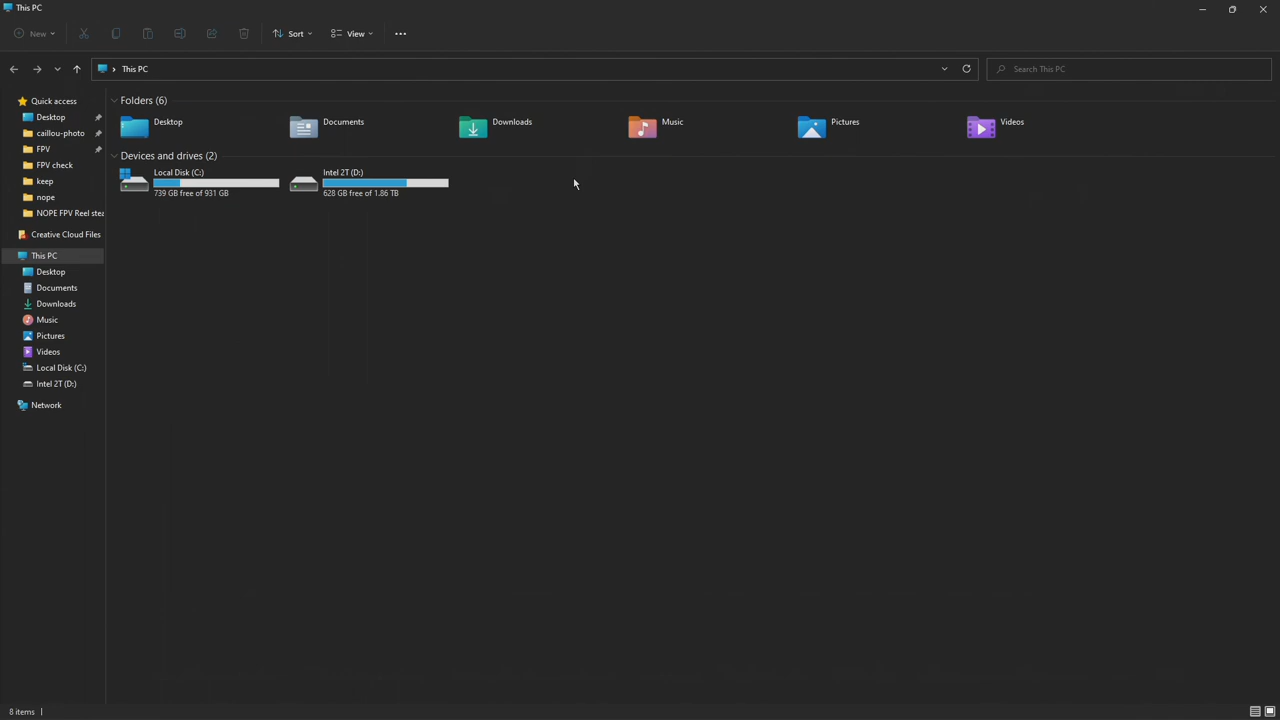 This PC
New
Sort
View
This PC
Search This PC
Quick access
Desktop
caillou-photo
FPV
FPV check
keep
nope
NOPE FPV Reel stea
Creative Cloud Files
This PC
Desktop
Documents
Downloads
Music
Pictures
Videos
Local Disk (C:)
Intel 2T (D:)
Network
Folders (6)
Desktop
Documents
Downloads
Music
Pictures
Videos
Devices and drives (2)
Local Disk (C:)
739 GB free of 931 GB
Intel 2T (D:)
628 GB free of 1.86 TB
8 items